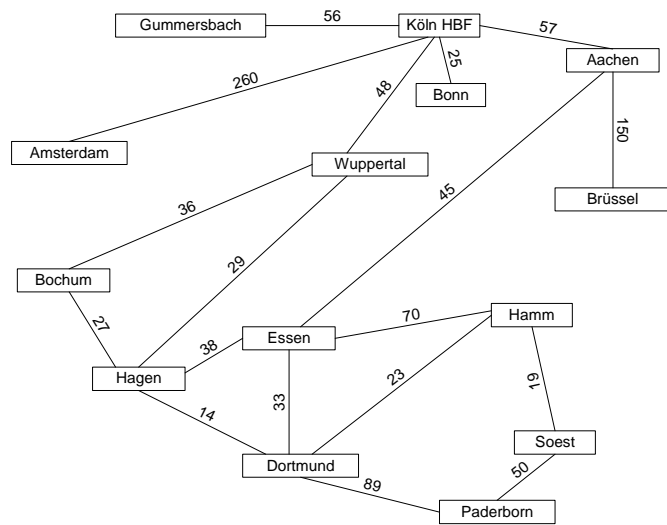 Gummersbach
56
Köln HBF
57
Aachen
260
48
25
Bonn
150
Amsterdam
Wuppertal
36
45
Brüssel
29
Bochum
27
38
Essen
70
Hamm
Hagen
14
33
23
19
Dortmund
Soest
50
89
Paderborn